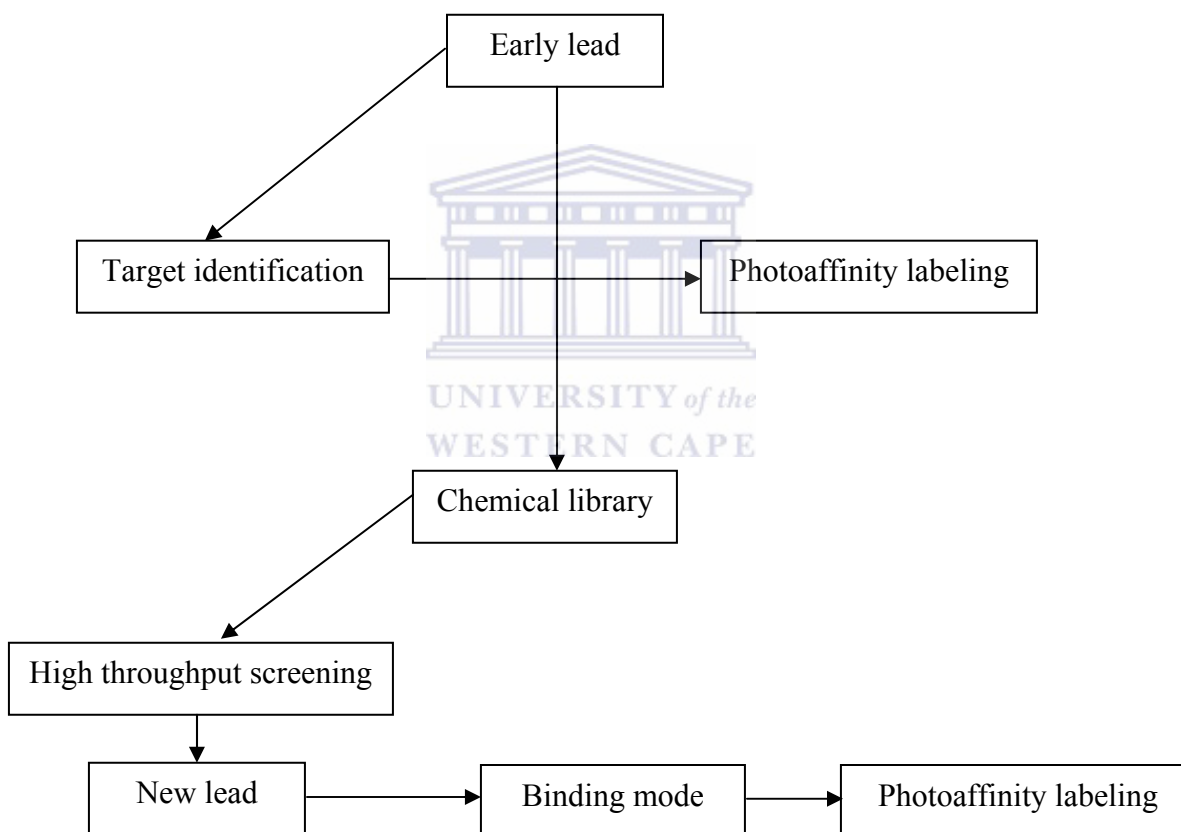 Early lead
Target identification
Photoaffinity labeling
UNIVERSITY of the
WESTERN CAPE
Chemical library
High throughput screening
New lead
Binding mode
Photoaffinity labeling